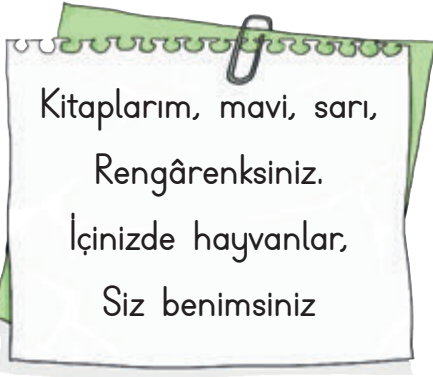 Kitaplarım, mavi, sarı,
Rengârenksiniz.
İçinizde hayvanlar,
Siz benimsiniz